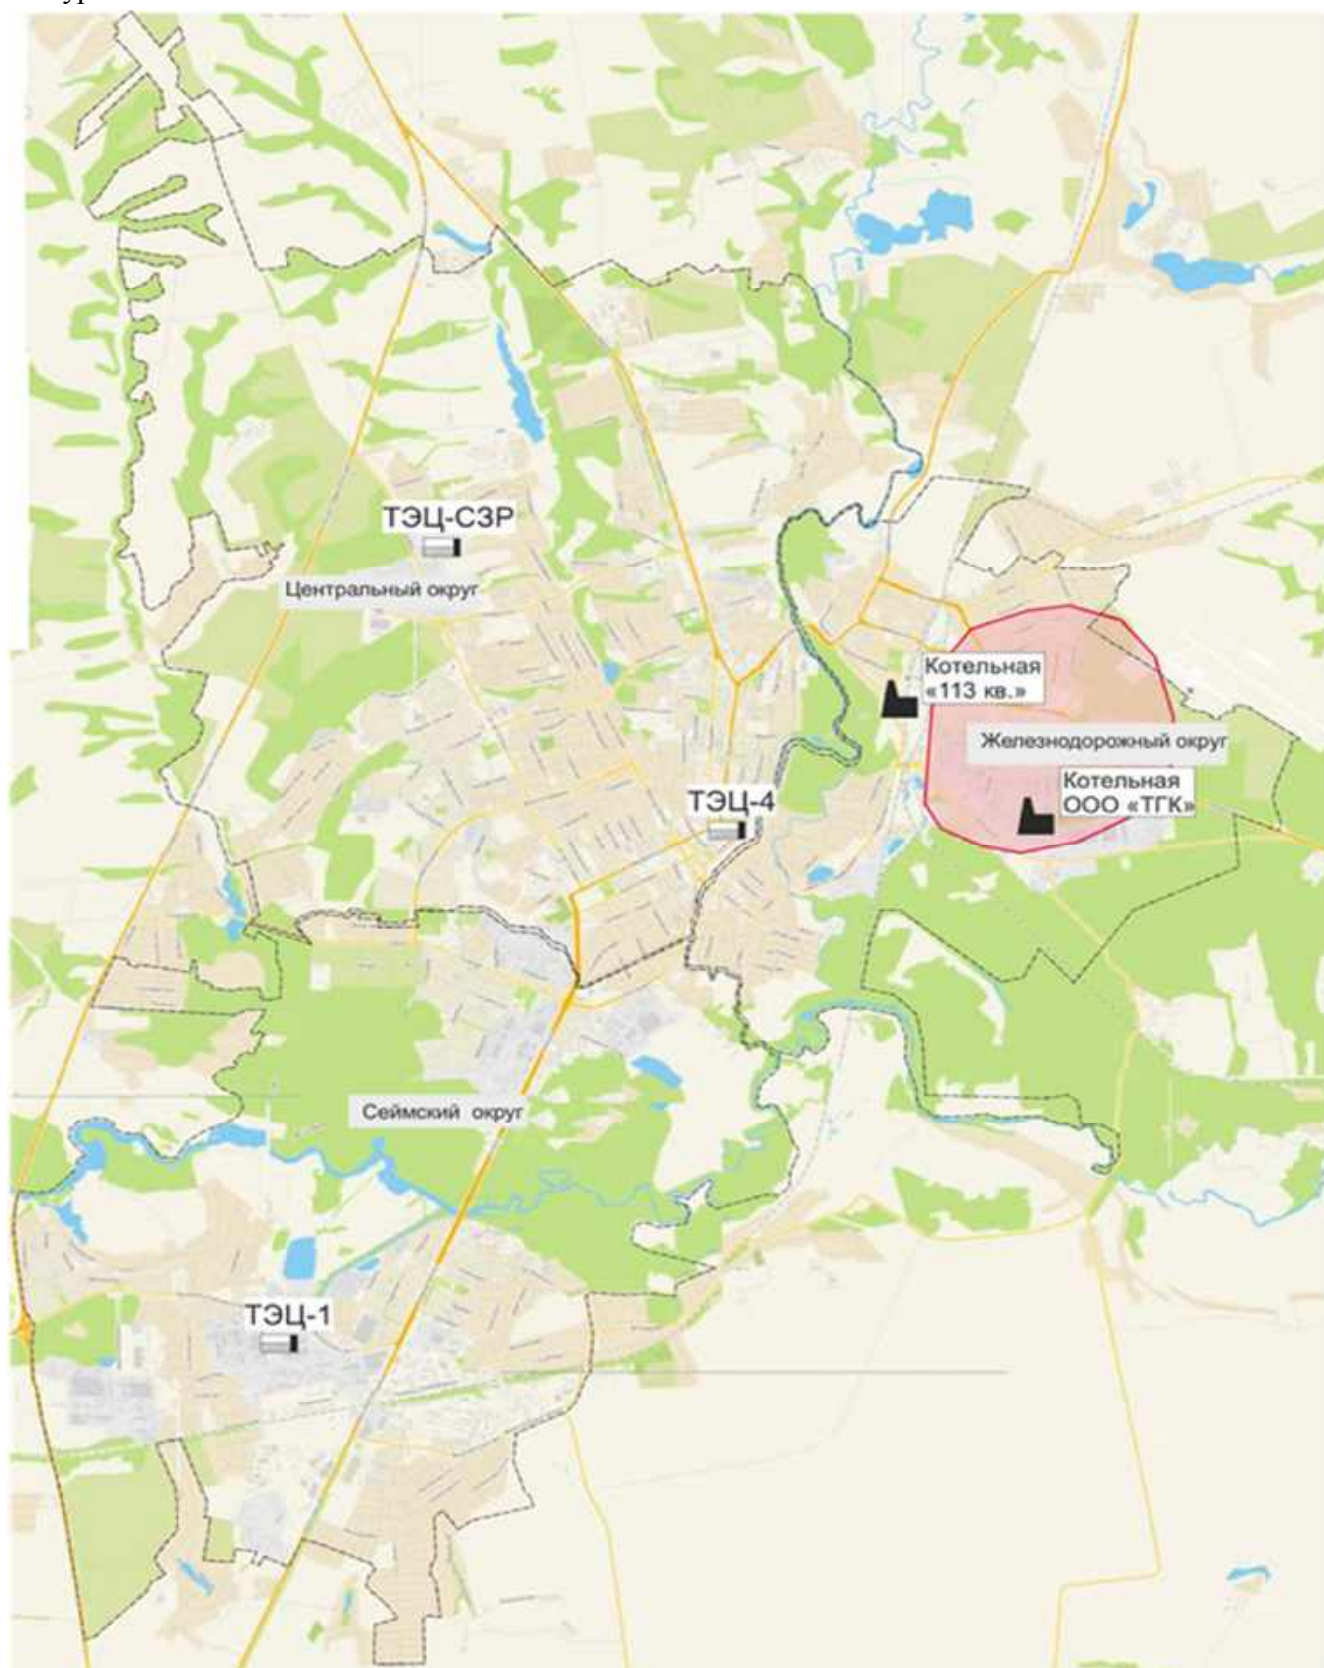 ТЭЦ-СЗР
Центральный округ
Котельная
«113 кв.»
Железнодорожный округ
Котельная
ООО «ТГК»
ТЭЦ-4
Сеймский округ
ТЭЦ-1